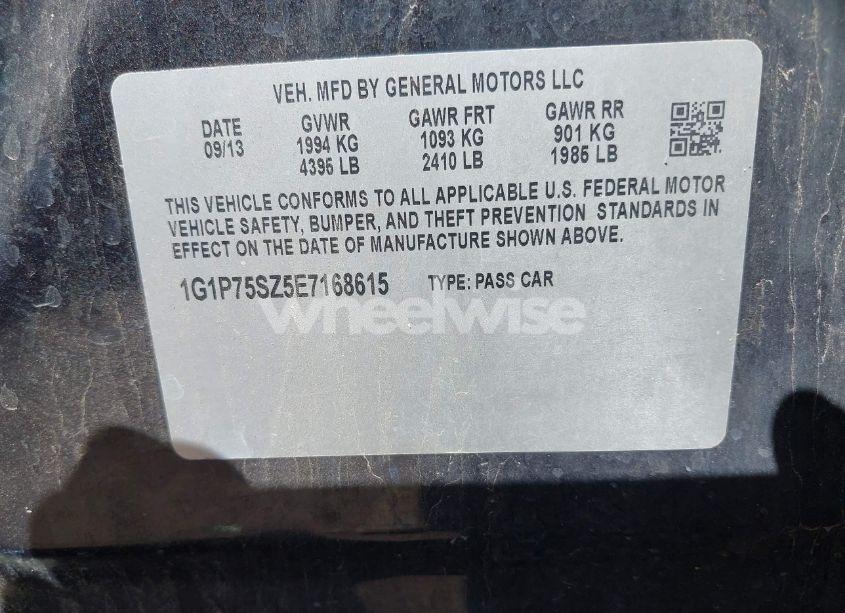 VEH. MFD BY GENERAL MOTORS LLC
DATE GVWR GAWR FRT GAWR RR
09/13 1994 KG 1093 KG 901 KG
4395 LB 2410 LB 1985 LB
THIS VEHICLE CONFORMS TO ALL APPLICABLE U.S. FEDERAL MOTOR
VEHICLE SAFETY, BUMPER, AND THEFT PREVENTION STANDARDS IN
EFFECT ON THE DATE OF MANUFACTURE SHOWN ABOVE.
1G1P75SZ5E7168615 TYPE: PASS CAR
wheelwise